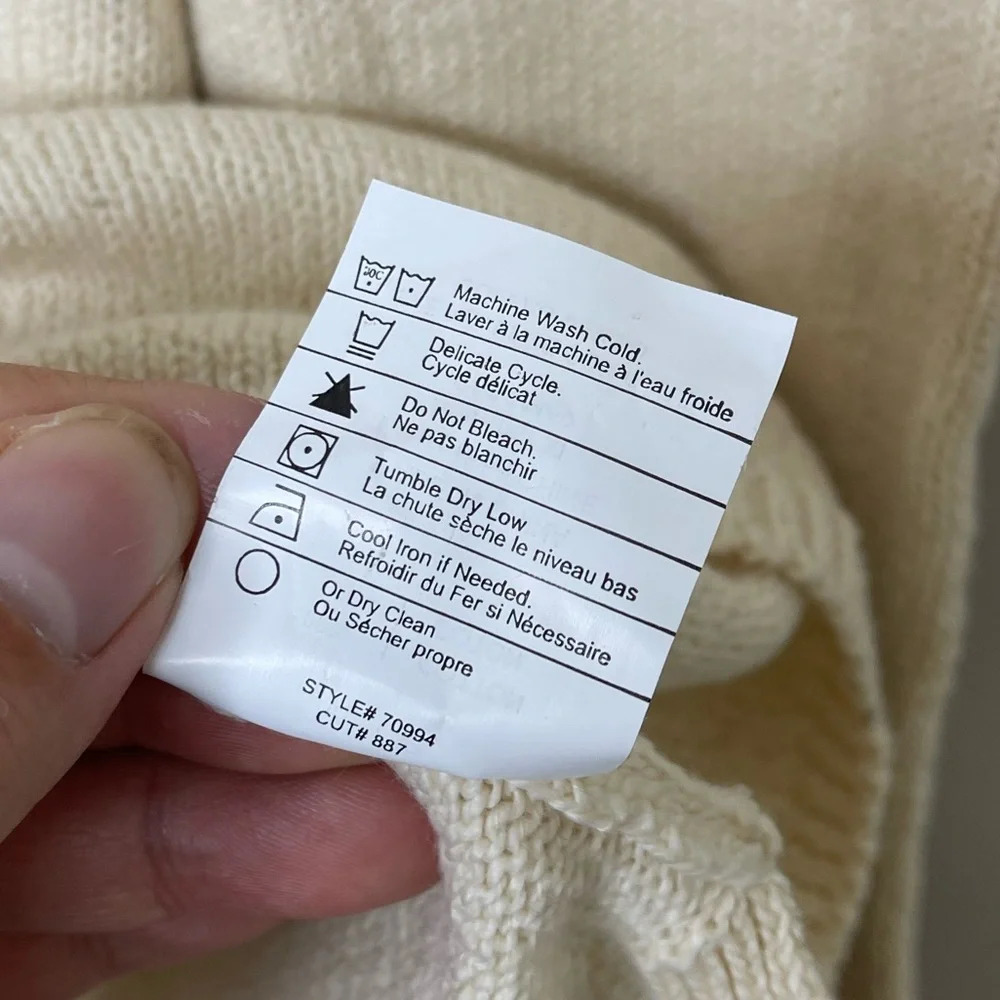 30C
Machine Wash Cold.
Laver à la machine à l'eau froide
Delicate Cycle.
Cycle délicat
Do Not Bleach.
Ne pas blanchir
Tumble Dry Low
La chute sèche le niveau bas
Cool Iron if Needed.
Refroidir du Fer si Nécessaire
Or Dry Clean
Ou Sécher propre
STYLE# 70994
CUT# 887